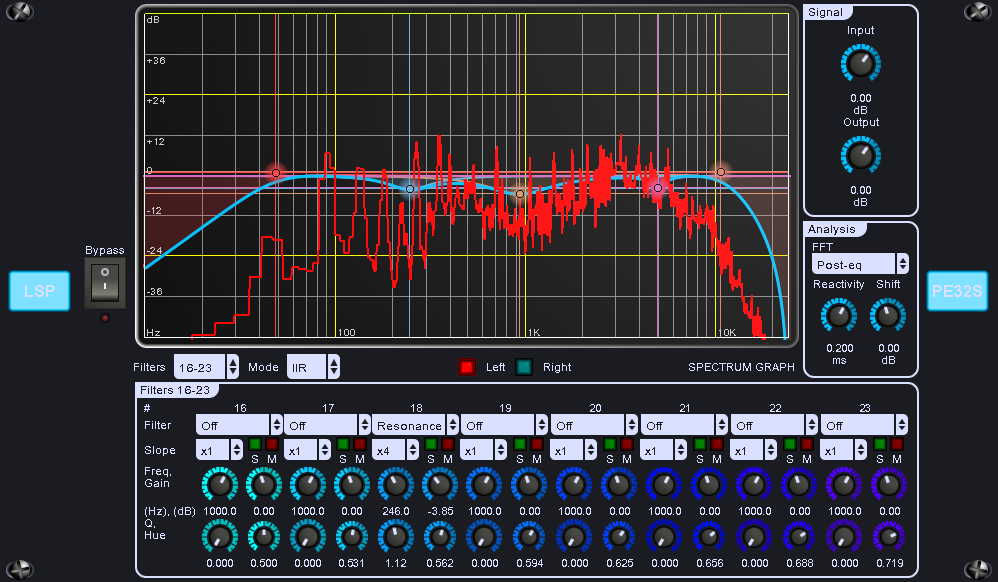 dB
+36
+24
+12
0
-12
-24
-36
Hz 100 1K 10K
Signal
Input
0.00
dB
Output
0.00
dB
Analysis
FFT
Post-eq
Reactivity Shift
0.200 0.00
ms dB
Bypass
LSP
PE32S
Filters 16-23 Mode IIR Left Right SPECTRUM GRAPH
Filters 16-23
# 16 17 18 19 20 21 22 23
Filter Off Off Resonance Off Off Off Off Off
Slope x1 x1 x4 x1 x1 x1 x1 x1
S M S M S M S M S M S M S M S M
Freq,
Gain
(Hz), (dB) 1000.0 0.00 1000.0 0.00 246.0 -3.85 1000.0 0.00 1000.0 0.00 1000.0 0.00 1000.0 0.00 1000.0 0.00
Q,
Hue
0.000 0.500 0.000 0.531 1.12 0.562 0.000 0.594 0.000 0.625 0.000 0.656 0.000 0.688 0.000 0.719